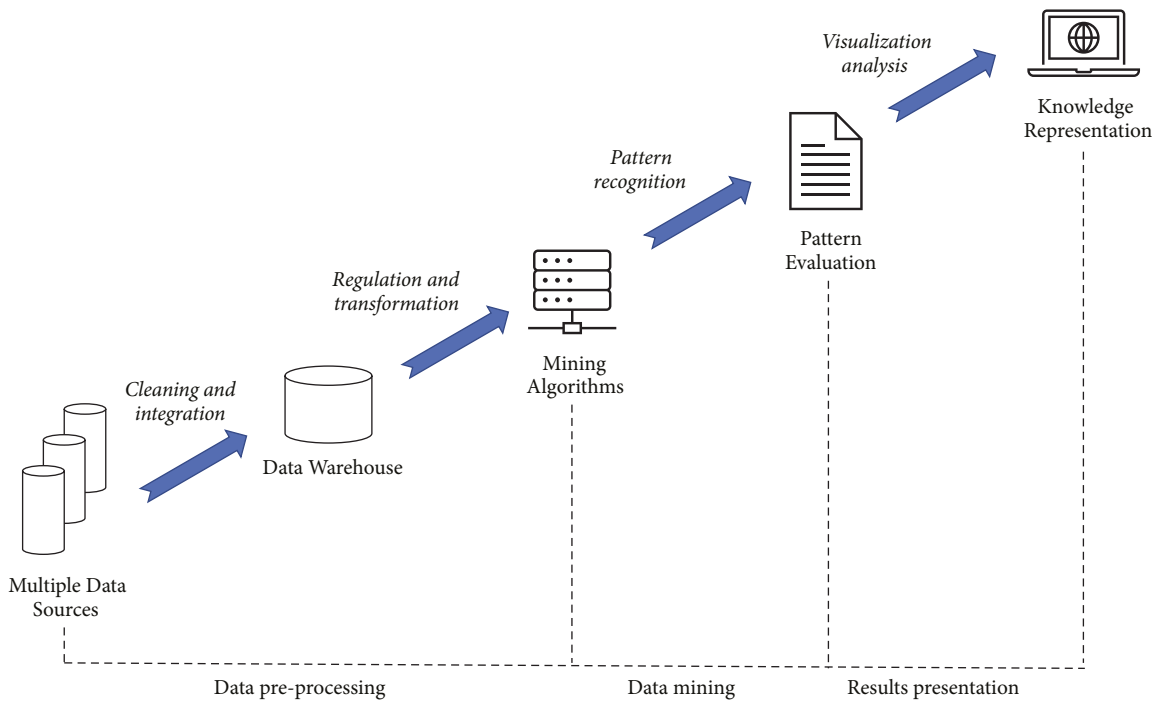 Visualization
analysis
Knowledge
Representation
Pattern
recognition
Pattern
Evaluation
Regulation and
transformation
Mining
Algorithms
Cleaning and
integration
Data Warehouse
Multiple Data
Sources
Data pre-processing
Data mining
Results presentation